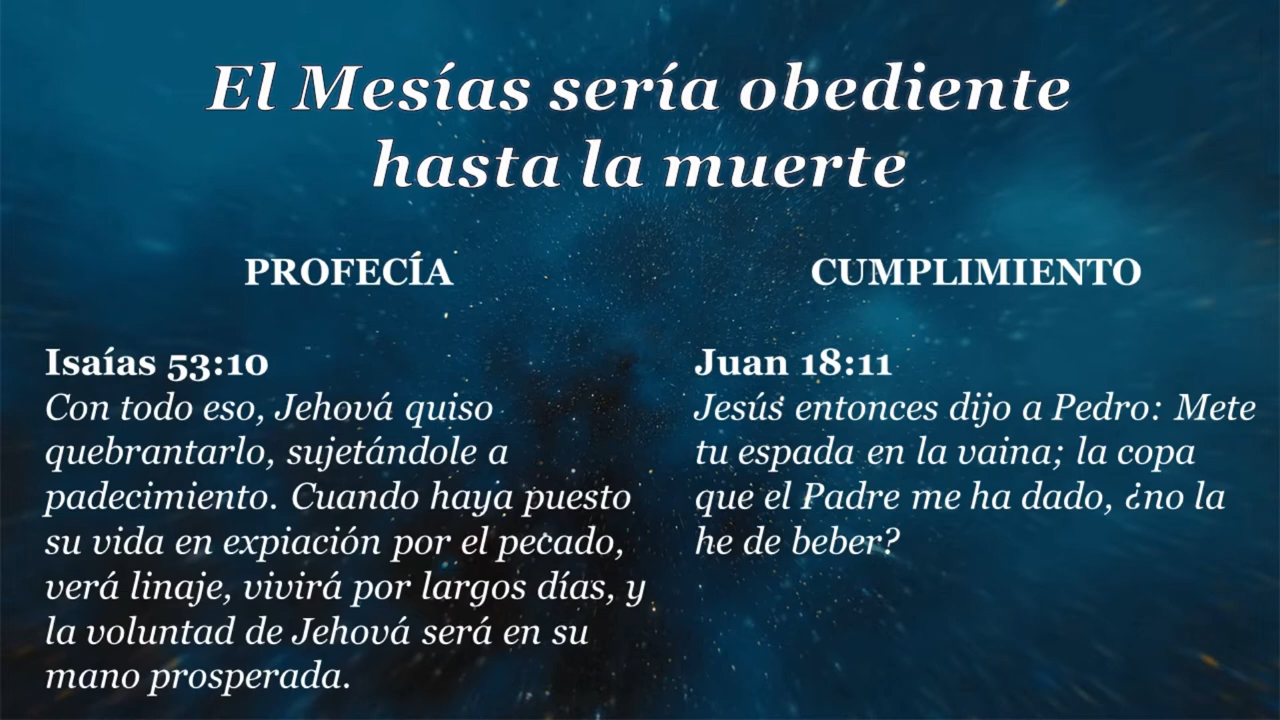 El Mesías sería obediente
hasta la muerte
PROFECÍA
Isaías 53:10
Con todo eso, Jehová quiso
quebrantarlo, sujetándole a
padecimiento. Cuando haya puesto
su vida en expiación por el pecado,
verá linaje, vivirá por largos días, y
la voluntad de Jehová será en su
mano prosperada.
CUMPLIMIENTO
Juan 18:11
Jesús entonces dijo a Pedro: Mete
tu espada en la vaina; la copa
que el Padre me ha dado, ¿no la
he de beber?